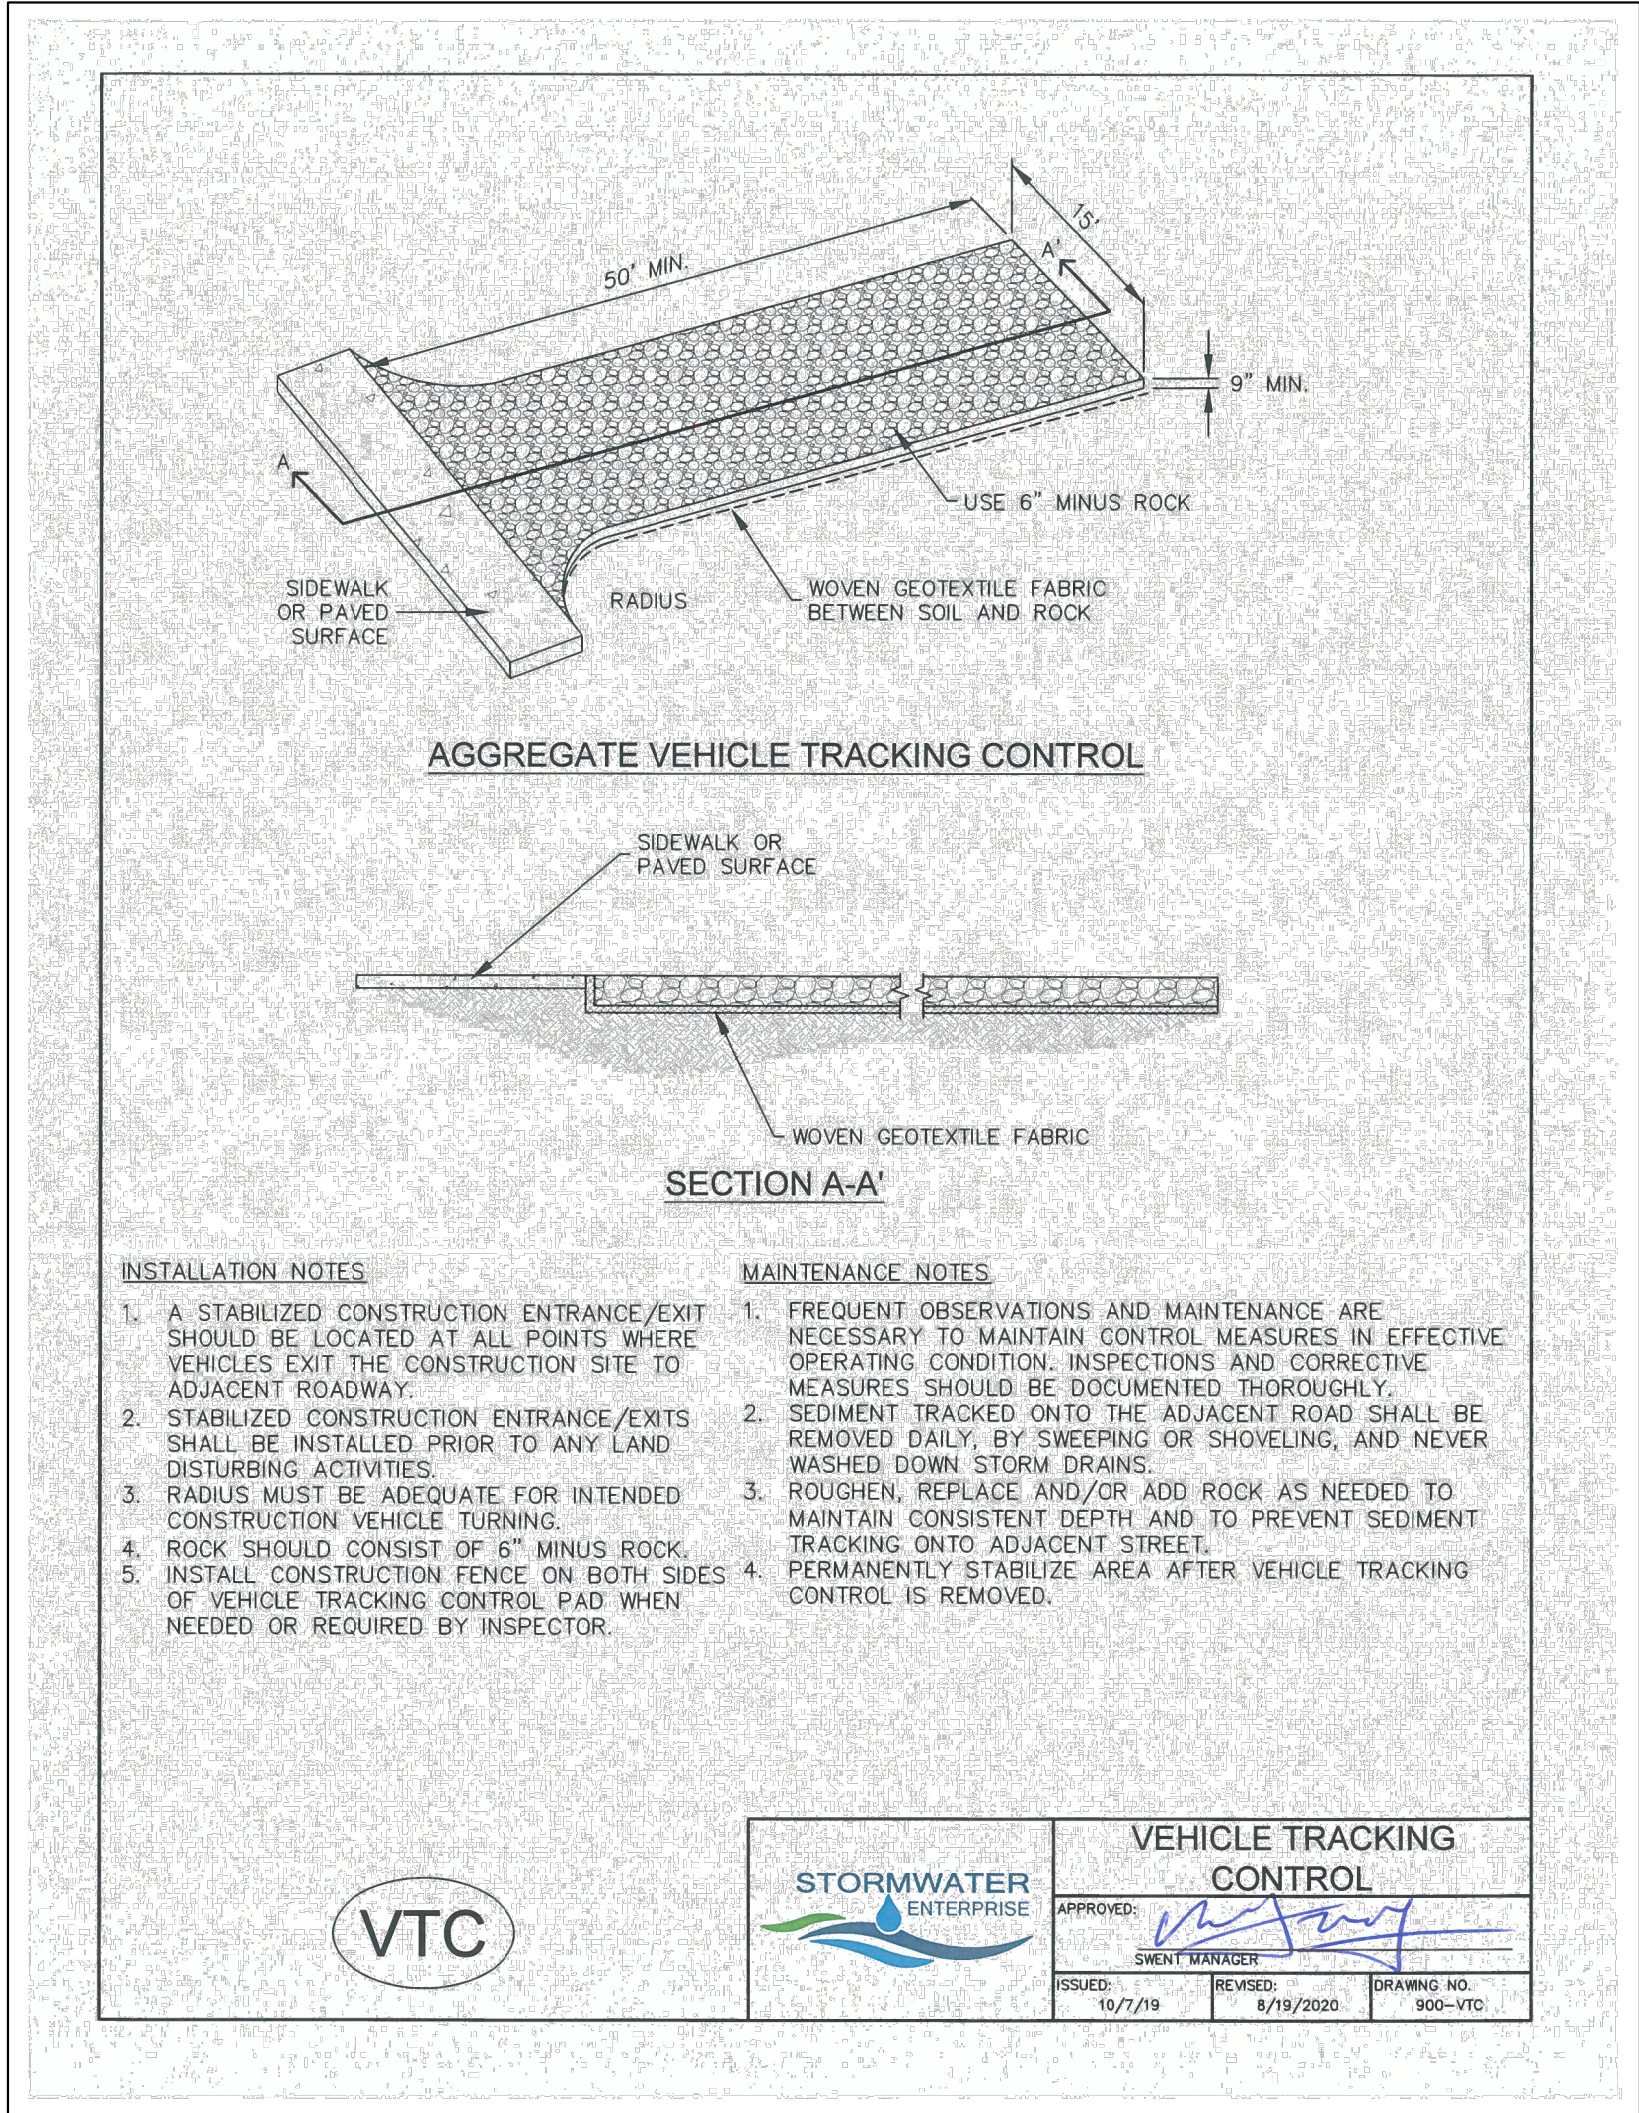 50' MIN.
15'
A'
9" MIN.
A
USE 6" MINUS ROCK
SIDEWALK
OR PAVED
SURFACE
RADIUS
WOVEN GEOTEXTILE FABRIC
BETWEEN SOIL AND ROCK
AGGREGATE VEHICLE TRACKING CONTROL
SIDEWALK OR
PAVED SURFACE
WOVEN GEOTEXTILE FABRIC
SECTION A-A'
INSTALLATION NOTES
1. A STABILIZED CONSTRUCTION ENTRANCE/EXIT
SHOULD BE LOCATED AT ALL POINTS WHERE
VEHICLES EXIT THE CONSTRUCTION SITE TO
ADJACENT ROADWAY.
2. STABILIZED CONSTRUCTION ENTRANCE/EXITS
SHALL BE INSTALLED PRIOR TO ANY LAND
DISTURBING ACTIVITIES.
3. RADIUS MUST BE ADEQUATE FOR INTENDED
CONSTRUCTION VEHICLE TURNING.
4. ROCK SHOULD CONSIST OF 6" MINUS ROCK.
5. INSTALL CONSTRUCTION FENCE ON BOTH SIDES
OF VEHICLE TRACKING CONTROL PAD WHEN
NEEDED OR REQUIRED BY INSPECTOR.
MAINTENANCE NOTES
1. FREQUENT OBSERVATIONS AND MAINTENANCE ARE
NECESSARY TO MAINTAIN CONTROL MEASURES IN EFFECTIVE
OPERATING CONDITION. INSPECTIONS AND CORRECTIVE
MEASURES SHOULD BE DOCUMENTED THOROUGHLY.
2. SEDIMENT TRACKED ONTO THE ADJACENT ROAD SHALL BE
REMOVED DAILY, BY SWEEPING OR SHOVELING, AND NEVER
WASHED DOWN STORM DRAINS.
3. ROUGHEN, REPLACE AND/OR ADD ROCK AS NEEDED TO
MAINTAIN CONSISTENT DEPTH AND TO PREVENT SEDIMENT
TRACKING ONTO ADJACENT STREET.
4. PERMANENTLY STABILIZE AREA AFTER VEHICLE TRACKING
CONTROL IS REMOVED.
VTC
STORMWATER
ENTERPRISE
VEHICLE TRACKING
CONTROL
APPROVED:
SWENT MANAGER
ISSUED:
10/7/19
REVISED:
8/19/2020
DRAWING NO.
900-VTC